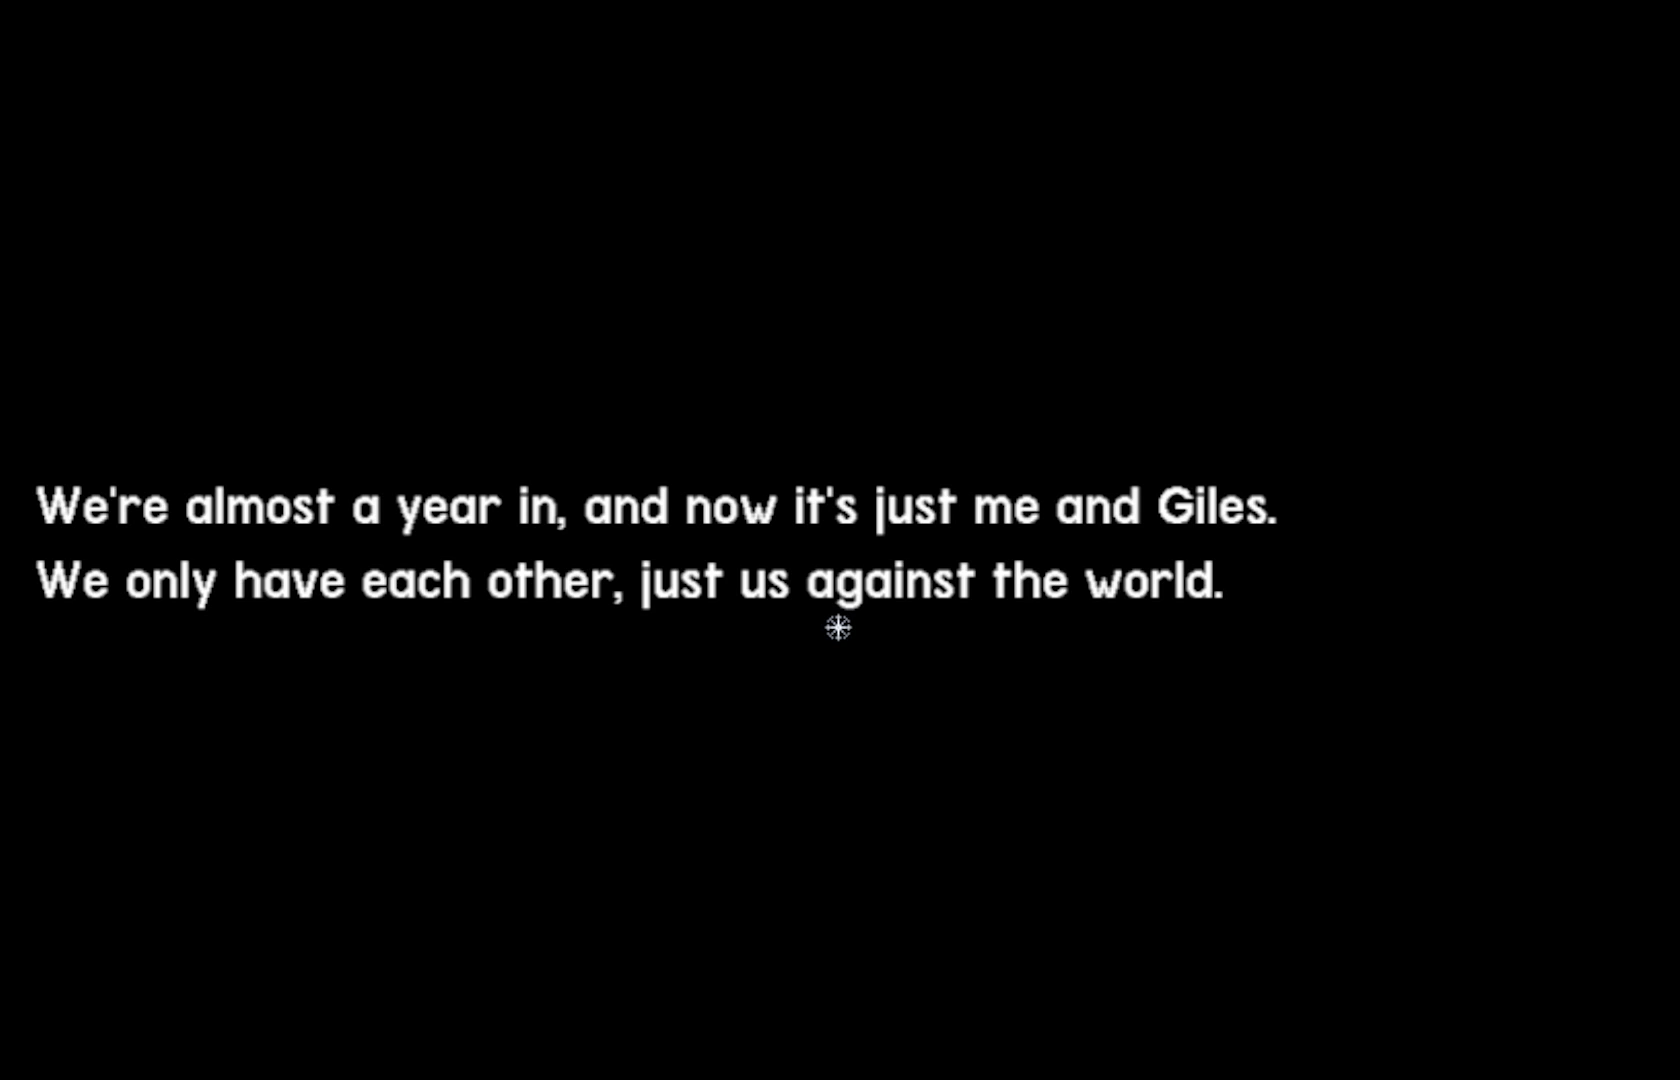 We're almost a year in, and now it's just me and Giles.
We only have each other, just us against the world.